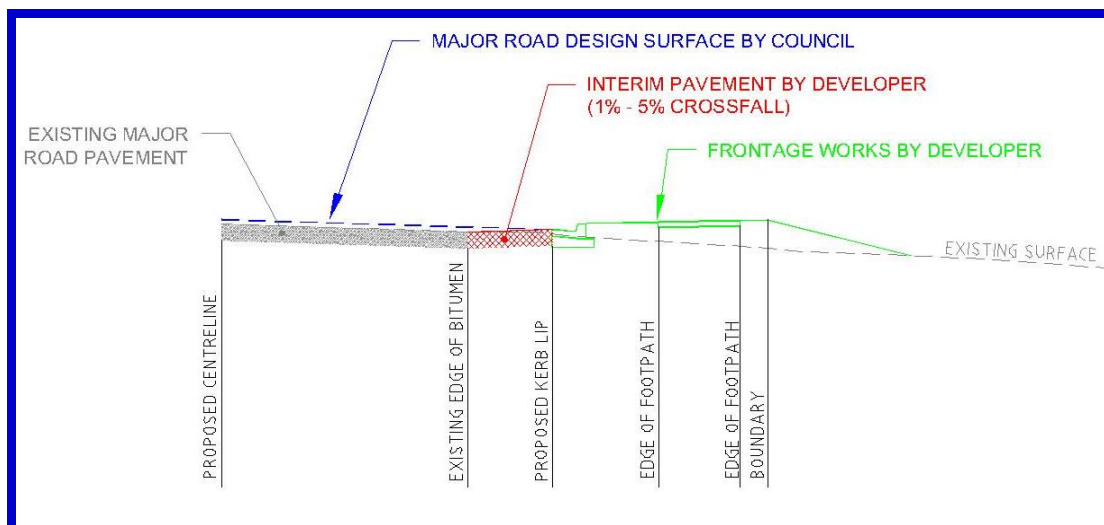 MAJOR ROAD DESIGN SURFACE BY COUNCIL
INTERIM PAVEMENT BY DEVELOPER
(1% - 5% CROSSFALL)
EXISTING MAJOR
ROAD PAVEMENT
FRONTAGE WORKS BY DEVELOPER
EXISTING SURFACE
PROPOSED CENTRELINE
EXISTING EDGE OF BITUMEN
PROPOSED KERB LIP
EDGE OF FOOTPATH
EDGE OF FOOTPATH
BOUNDARY